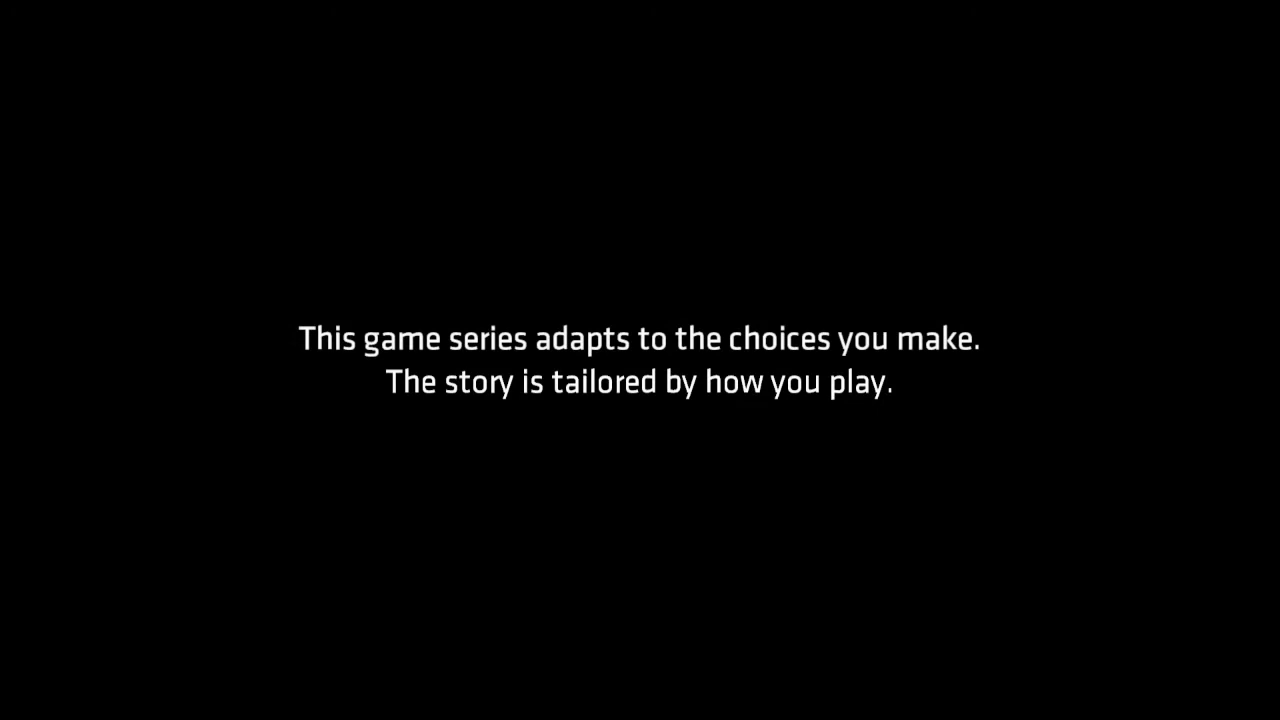 This game series adapts to the choices you make.
The story is tailored by how you play.